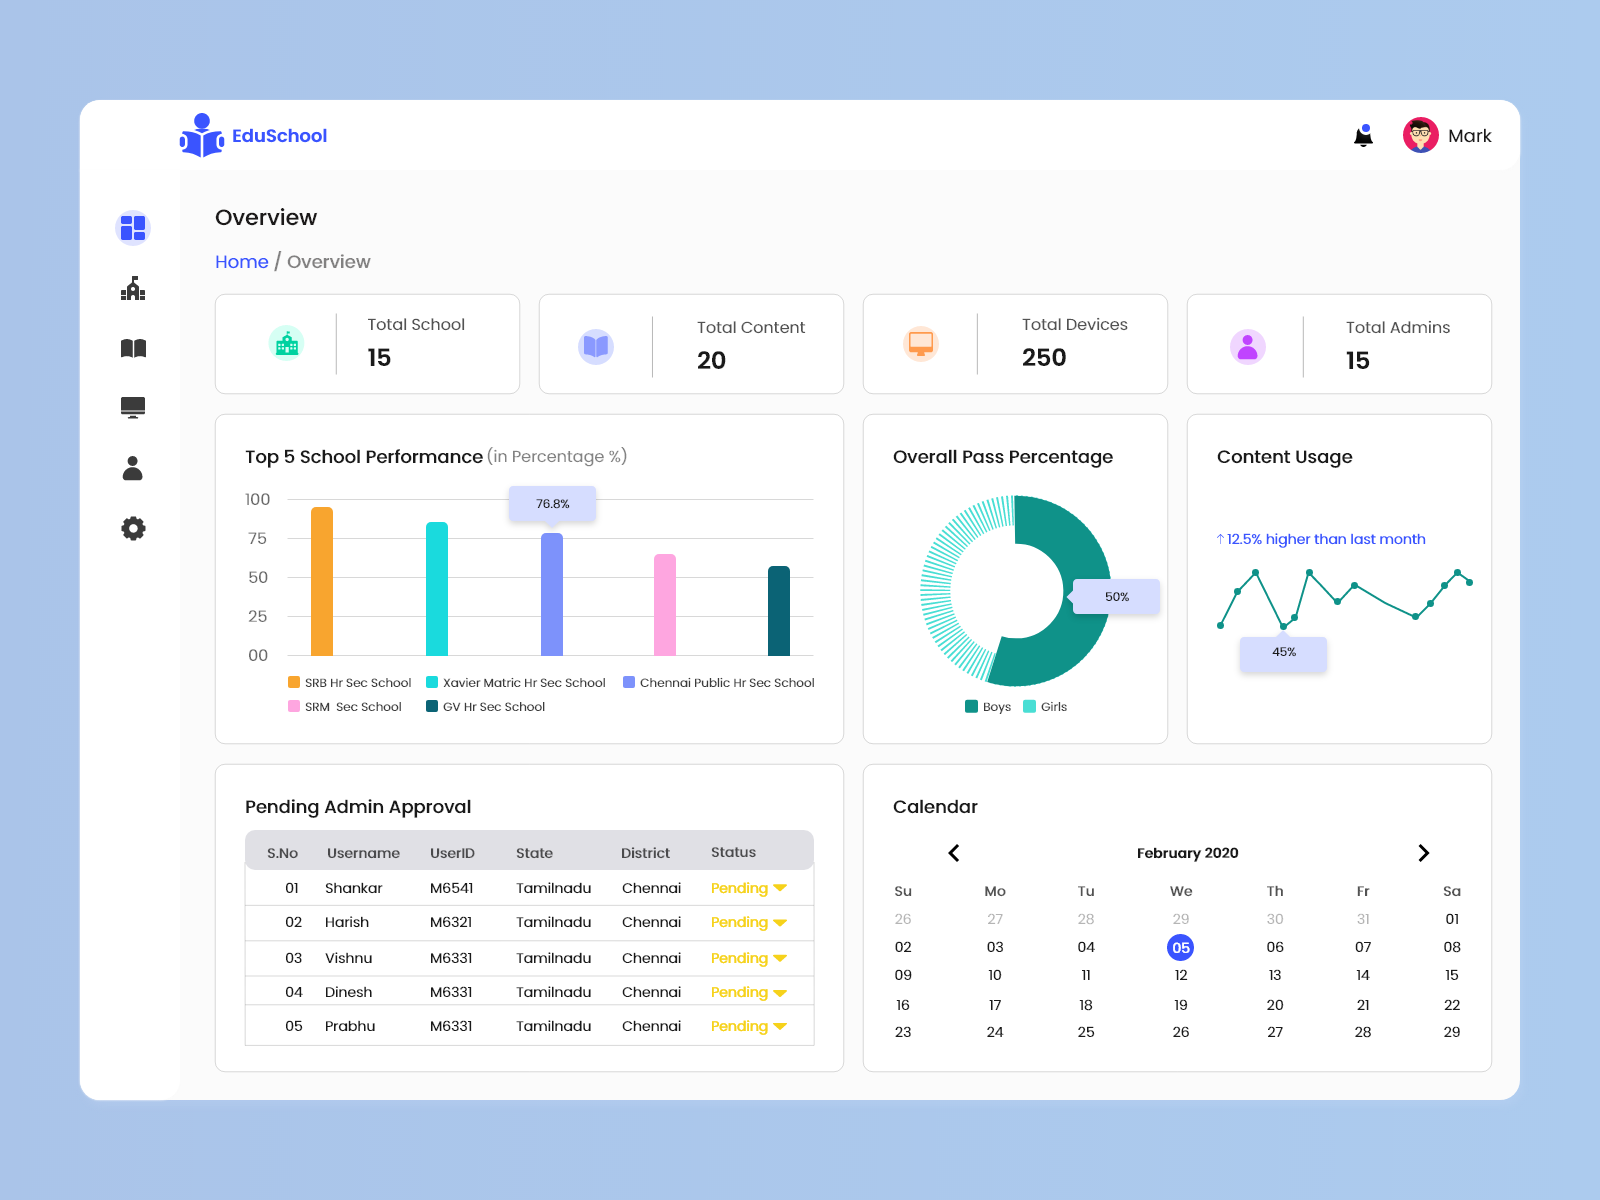 EduSchool
Mark
Overview
Home / Overview
Total School
15
Total Content
20
Total Devices
250
Total Admins
15
Top 5 School Performance (in Percentage %)
100
75
50
25
00
76.8%
SRB Hr Sec School Xavier Matric Hr Sec School Chennai Public Hr Sec School
SRM Sec School GV Hr Sec School
Overall Pass Percentage
50%
Boys Girls
Content Usage
↑12.5% higher than last month
45%
Pending Admin Approval
S.No Username UserID State District Status
01 Shankar M6541 Tamilnadu Chennai Pending
02 Harish M6321 Tamilnadu Chennai Pending
03 Vishnu M6331 Tamilnadu Chennai Pending
04 Dinesh M6331 Tamilnadu Chennai Pending
05 Prabhu M6331 Tamilnadu Chennai Pending
Calendar
February 2020
Su Mo Tu We Th Fr Sa
26 27 28 29 30 31 01
02 03 04 05 06 07 08
09 10 11 12 13 14 15
16 17 18 19 20 21 22
23 24 25 26 27 28 29